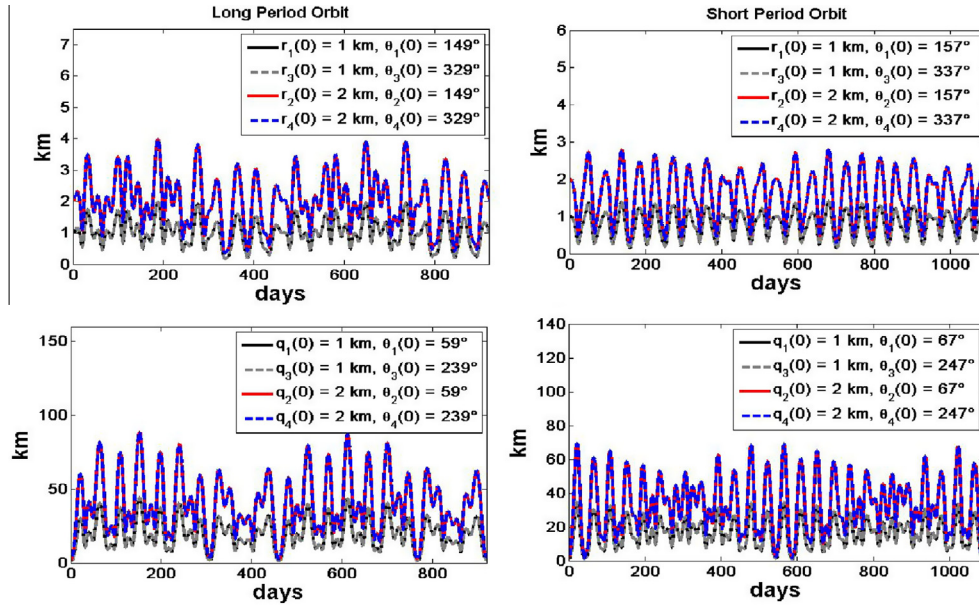 Long Period Orbit
7
6
5
4
3
2
1
0
km
r₁(0) = 1 km, θ₁(0) = 149°
r₃(0) = 1 km, θ₃(0) = 329°
r₂(0) = 2 km, θ₂(0) = 149°
r₄(0) = 2 km, θ₄(0) = 329°
0 200 400 600 800
days
Short Period Orbit
6
5
4
3
2
1
0
km
r₁(0) = 1 km, θ₁(0) = 157°
r₃(0) = 1 km, θ₃(0) = 337°
r₂(0) = 2 km, θ₂(0) = 157°
r₄(0) = 2 km, θ₄(0) = 337°
0 200 400 600 800 1000
days
150
100
50
0
km
q₁(0) = 1 km, θ₁(0) = 59°
q₃(0) = 1 km, θ₃(0) = 239°
q₂(0) = 2 km, θ₂(0) = 59°
q₄(0) = 2 km, θ₄(0) = 239°
0 200 400 600 800
days
140
120
100
80
60
40
20
0
km
q₁(0) = 1 km, θ₁(0) = 67°
q₃(0) = 1 km, θ₃(0) = 247°
q₂(0) = 2 km, θ₂(0) = 67°
q₄(0) = 2 km, θ₄(0) = 247°
0 200 400 600 800 1000
days